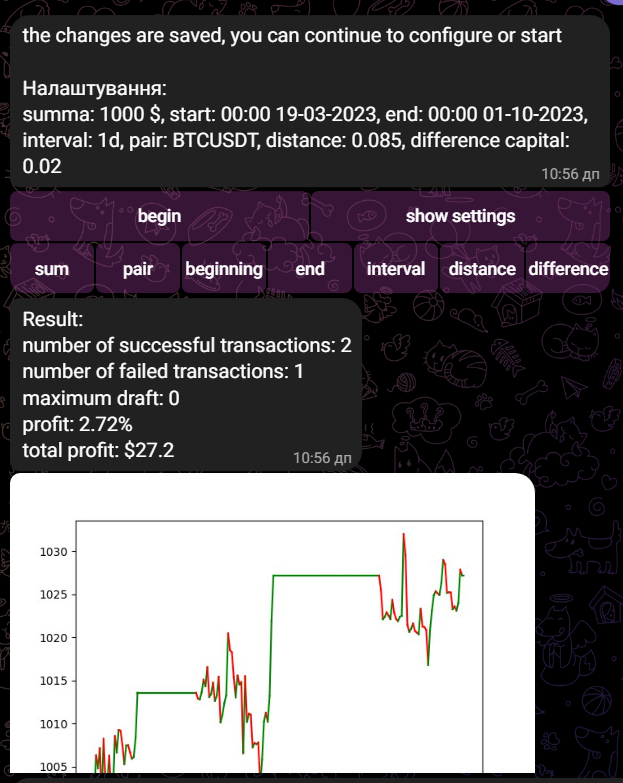 the changes are saved, you can continue to configure or start
Налаштування:
summa: 1000 $, start: 00:00 19-03-2023, end: 00:00 01-10-2023,
interval: 1d, pair: BTCUSDT, distance: 0.085, difference capital:
0.02
10:56 дп
begin
show settings
sum
pair
beginning
end
interval
distance
difference
Result:
number of successful transactions: 2
number of failed transactions: 1
maximum draft: 0
profit: 2.72%
total profit: $27.2
10:56 дп
1030
1025
1020
1015
1010
1005